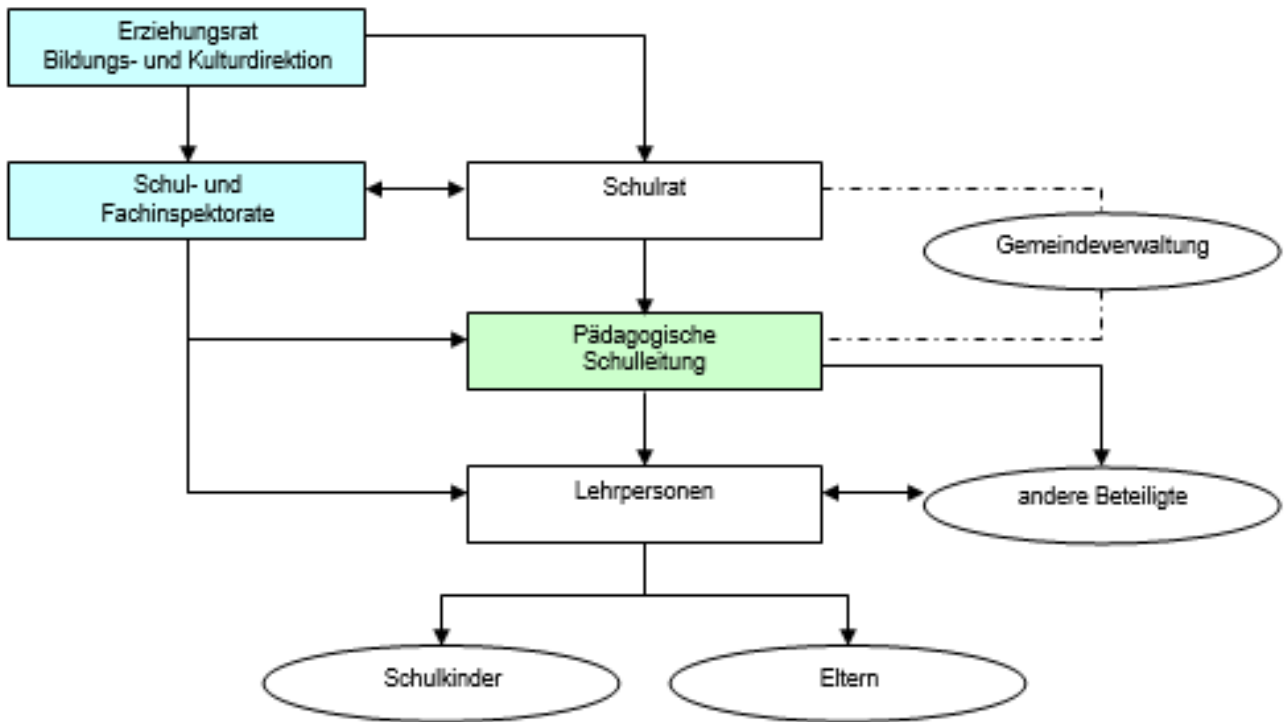 Erziehungsrat
Bildungs- und Kulturdirektion
Schul- und
Fachinspektorate
Schulrat
Gemeindeverwaltung
Pädagogische
Schulleitung
Lehrpersonen
andere Beteiligte
Schulkinder
Eltern